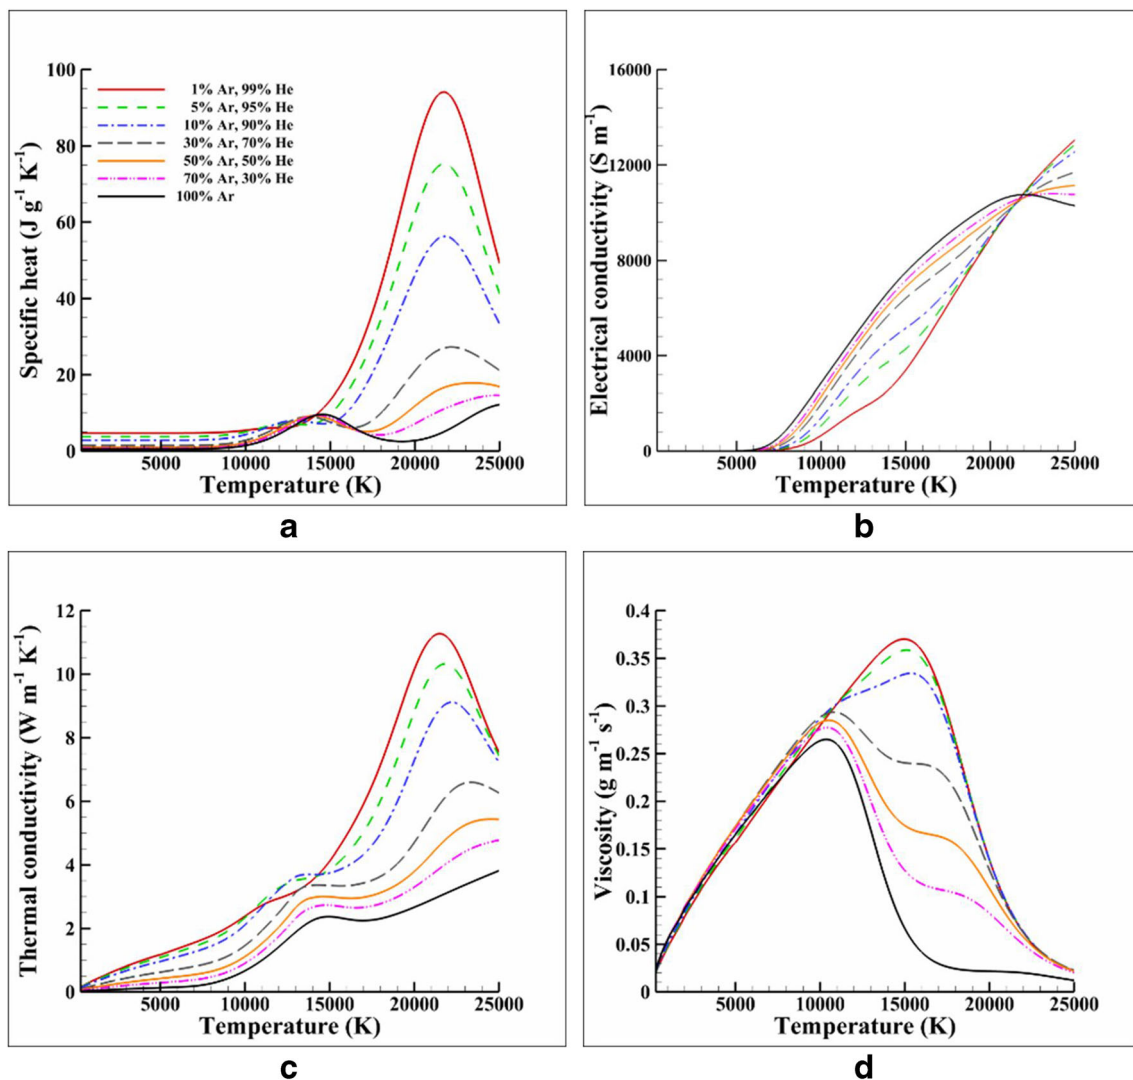 Specific heat (J g-1 K-1)
100
80
60
40
20
0
1% Ar, 99% He
5% Ar, 95% He
10% Ar, 90% He
30% Ar, 70% He
50% Ar, 50% He
70% Ar, 30% He
100% Ar
5000 10000 15000 20000 25000
Temperature (K)
a
Electrical conductivity (S m-1)
16000
12000
8000
4000
0
5000 10000 15000 20000 25000
Temperature (K)
b
Thermal conductivity (W m-1 K-1)
12
10
8
6
4
2
0
5000 10000 15000 20000 25000
Temperature (K)
c
Viscosity (g m-1 s-1)
0.4
0.35
0.3
0.25
0.2
0.15
0.1
0.05
0
5000 10000 15000 20000 25000
Temperature (K)
d